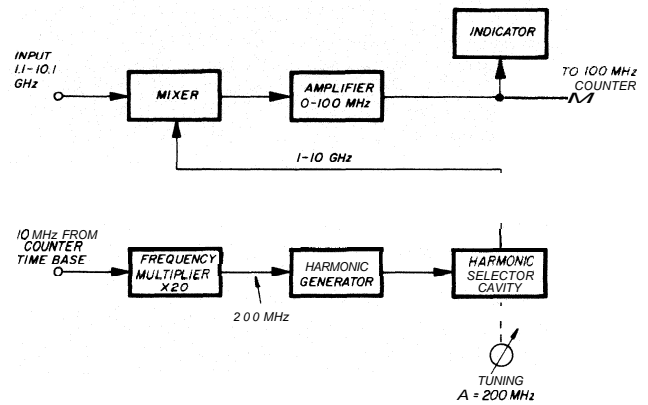 INDICATOR
INPUT
1.1-10.1
GHz
MIXER
AMPLIFIER
0-100 MHz
TO 100 MHz
COUNTER
1-10 GHz
10 MHz FROM
COUNTER
TIME BASE
FREQUENCY
MULTIPLIER
X20
HARMONIC
GENERATOR
HARMONIC
SELECTOR
CAVITY
200 MHz
TUNING
A = 200 MHz